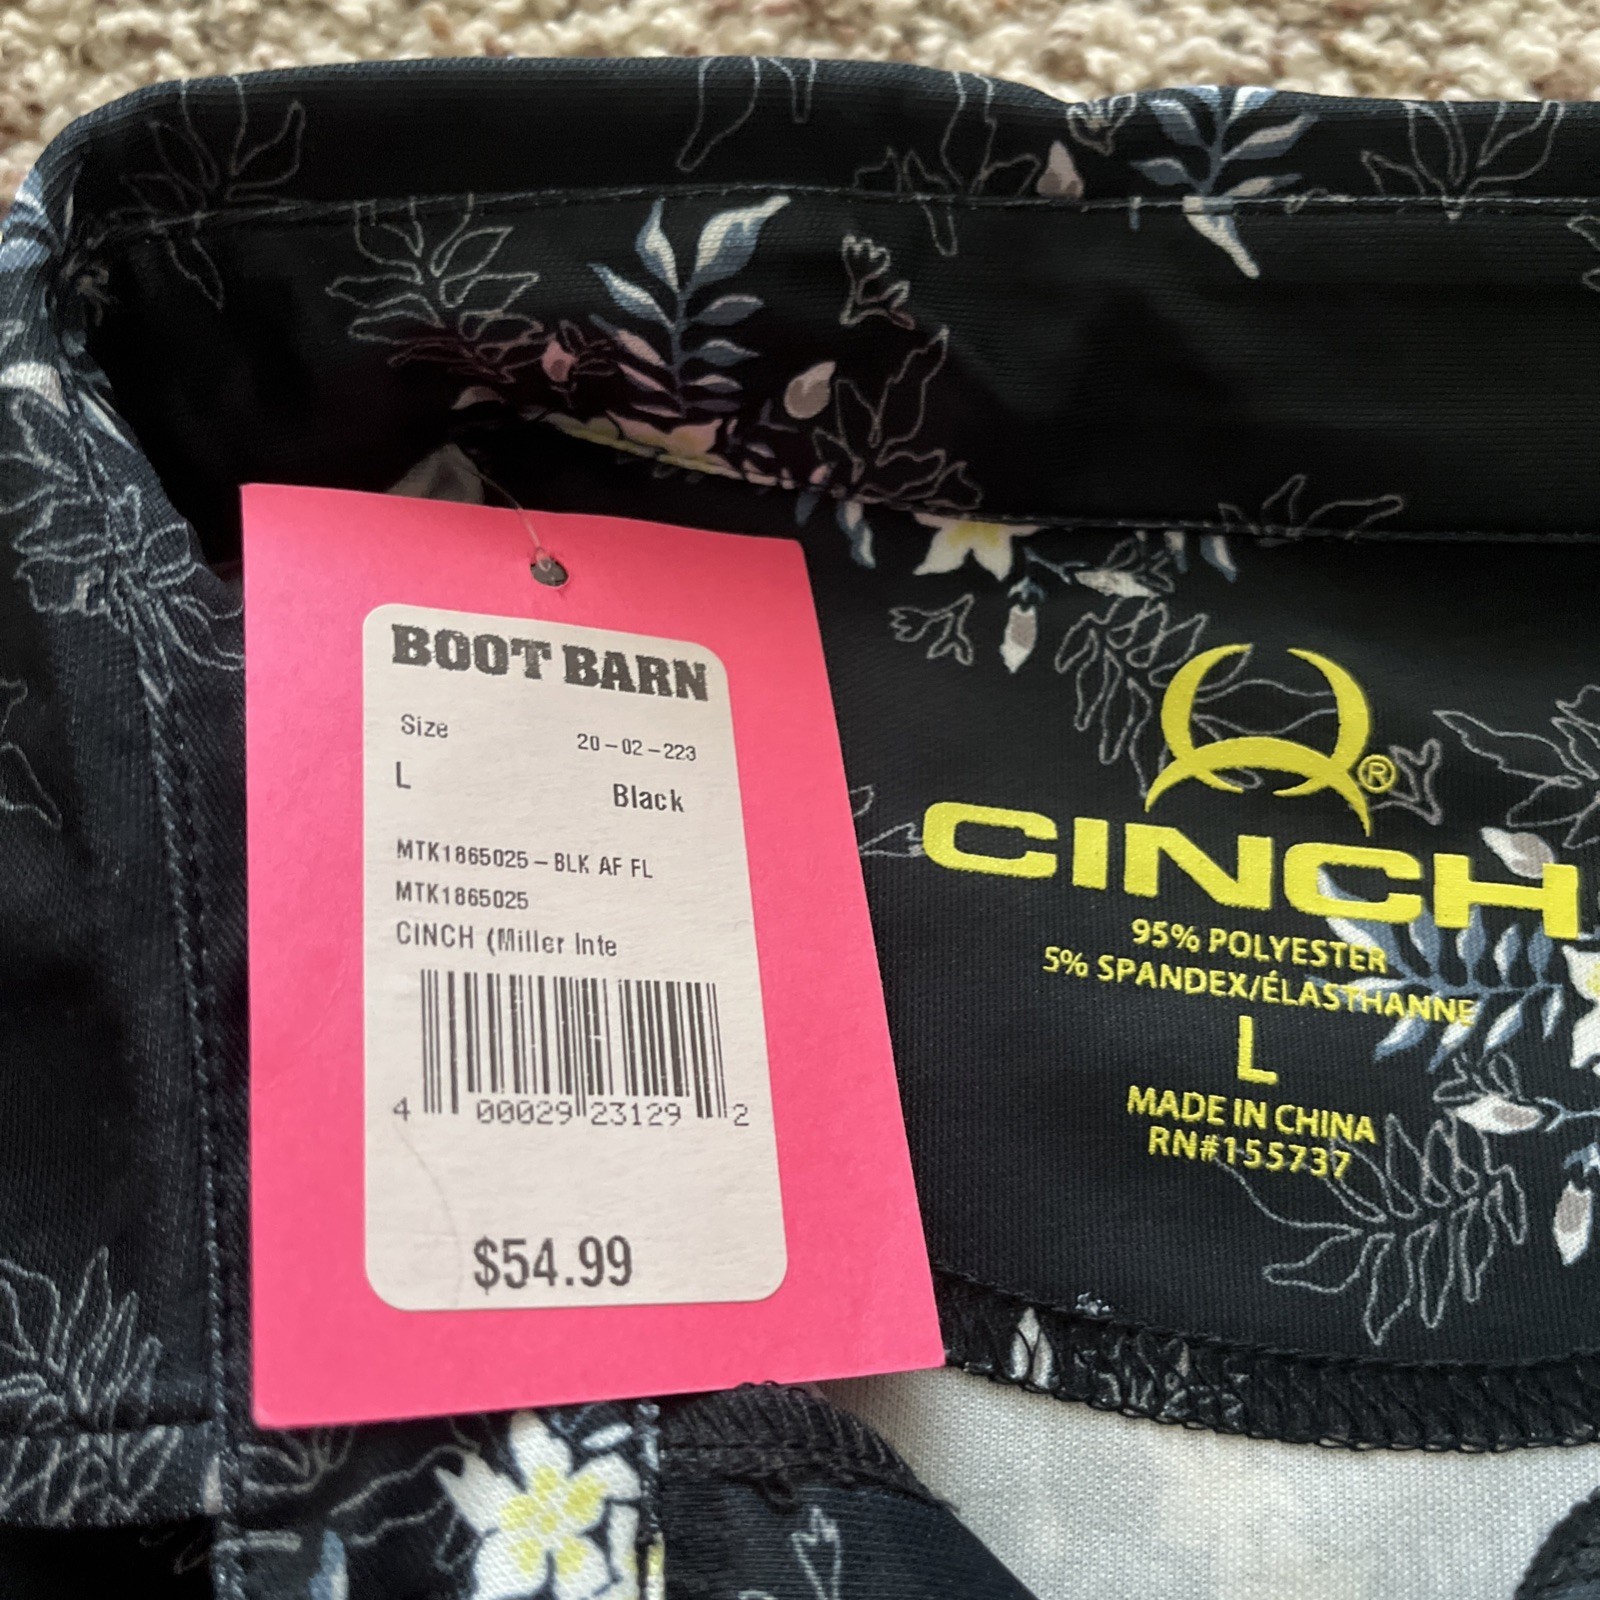 BOOT BARN
Size
20-02-223
L
Black
MTK1865025-BLK AF FL
MTK1865025
CINCH (Miller Inte
4 00029 23129 2
$54.99
®
CINCH
95% POLYESTER
5% SPANDEX/ÉLASTHANNE
L
MADE IN CHINA
RN#155737